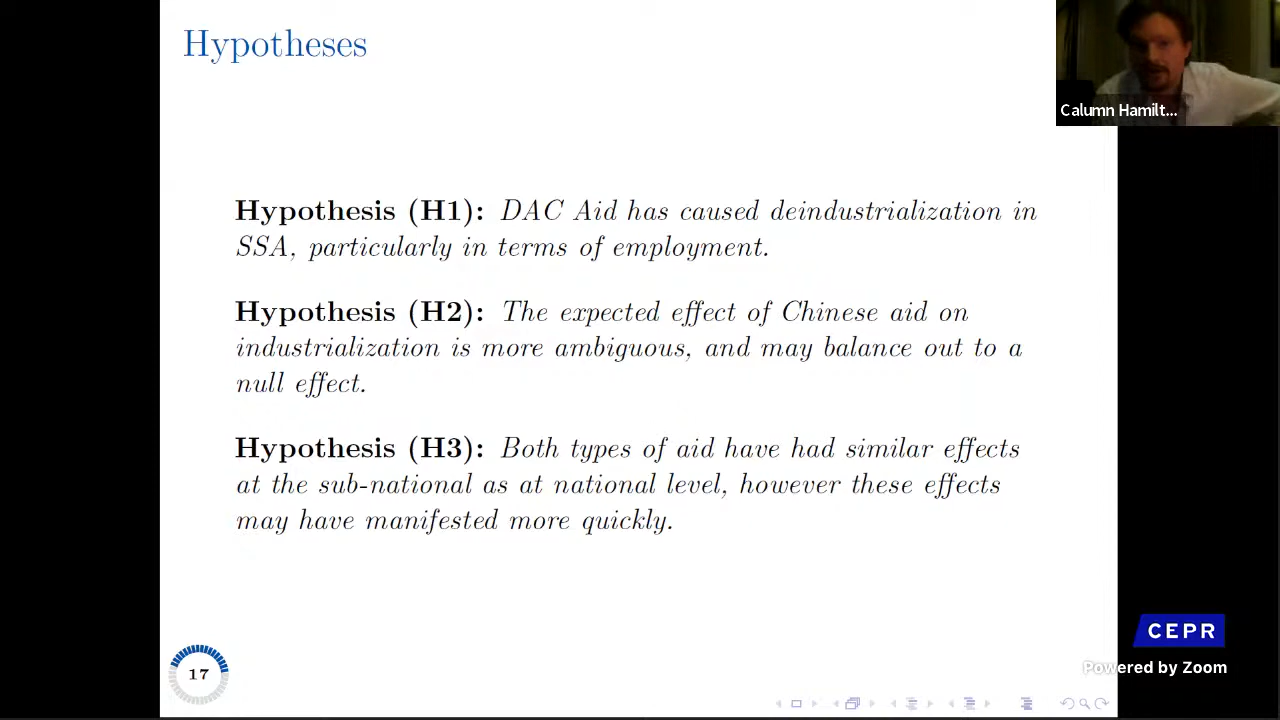 Hypotheses
Calumn Hamilt...
Hypothesis (H1): DAC Aid has caused deindustrialization in
SSA, particularly in terms of employment.
Hypothesis (H2): The expected effect of Chinese aid on
industrialization is more ambiguous, and may balance out to a
null effect.
Hypothesis (H3): Both types of aid have had similar effects
at the sub-national as at national level, however these effects
may have manifested more quickly.
17
CEPR
Powered by Zoom